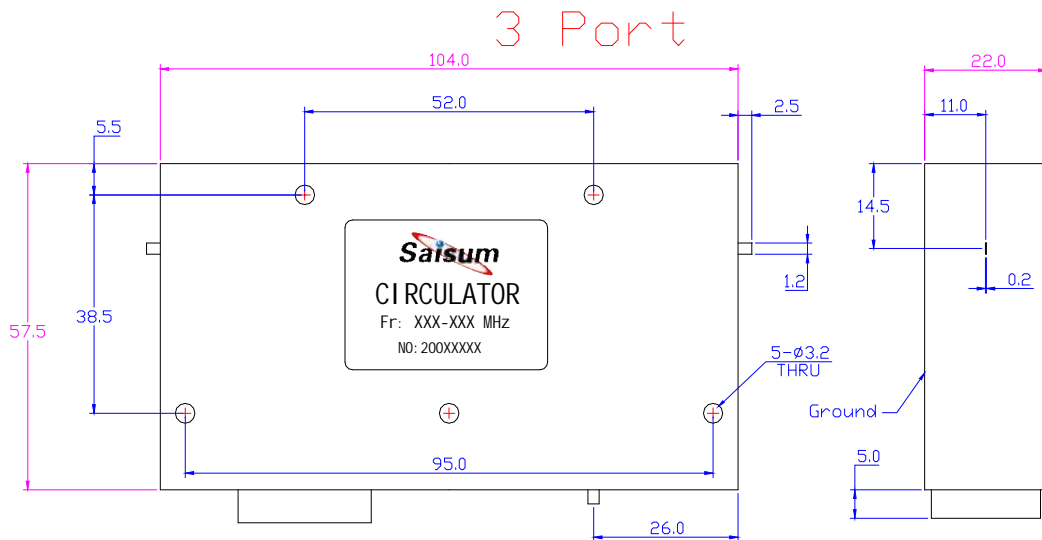 3 Port
104.0
22.0
52.0
2.5
11.0
5.5
14.5
Saisum
CIRCULATOR
1.2
0.2
Fr: XXX-XXX MHz
38.5
57.5
NO: 200XXXXX
5-ø3.2
THRU
Ground
95.0
5.0
26.0